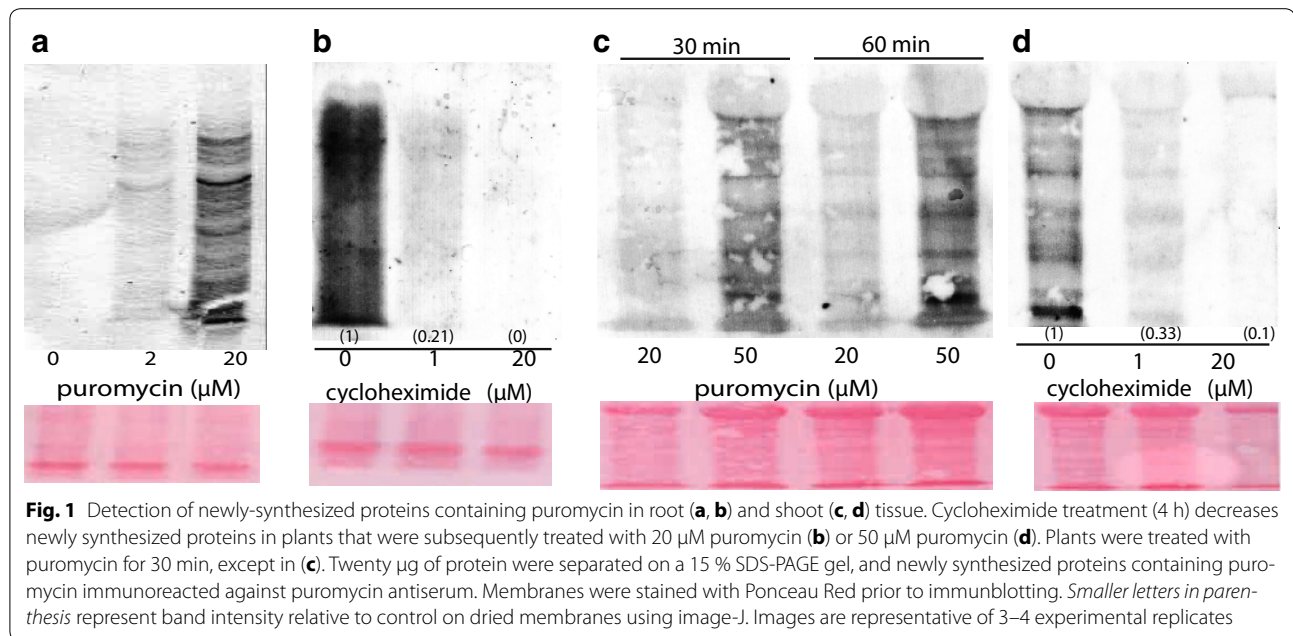 a
b
c 30 min 60 min d
(1) (0.21) (0) (1) (0.33) (0.1)
0 2 20 0 1 20 20 50 20 50 0 1 20
puromycin (µM) cycloheximide (µM) puromycin (µM) cycloheximide (µM)
Fig. 1 Detection of newly-synthesized proteins containing puromycin in root (a, b) and shoot (c, d) tissue. Cycloheximide treatment (4 h) decreases
newly synthesized proteins in plants that were subsequently treated with 20 µM puromycin (b) or 50 µM puromycin (d). Plants were treated with
puromycin for 30 min, except in (c). Twenty µg of protein were separated on a 15 % SDS-PAGE gel, and newly synthesized proteins containing puro-
mycin immunoreacted against puromycin antiserum. Membranes were stained with Ponceau Red prior to immunblotting. Smaller letters in paren-
thesis represent band intensity relative to control on dried membranes using image-J. Images are representative of 3–4 experimental replicates